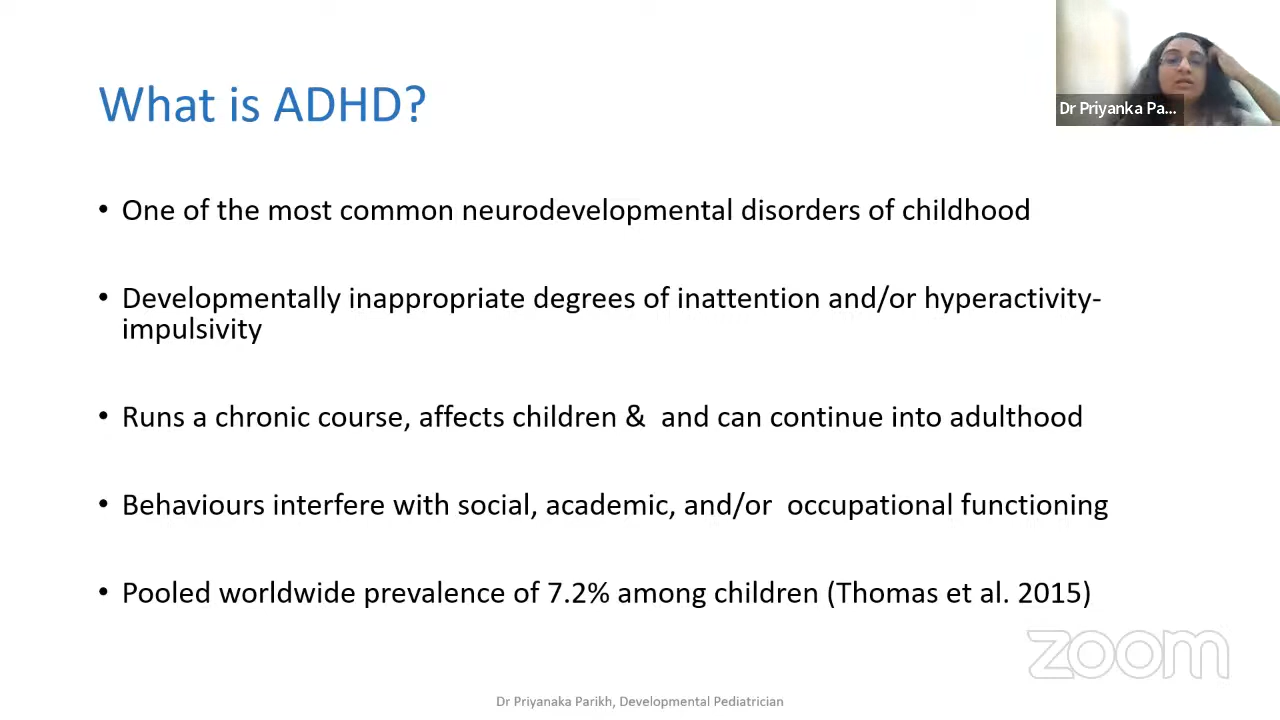 What is ADHD?
Dr Priyanka Pa...
• One of the most common neurodevelopmental disorders of childhood
• Developmentally inappropriate degrees of inattention and/or hyperactivity-
impulsivity
• Runs a chronic course, affects children &  and can continue into adulthood
• Behaviours interfere with social, academic, and/or  occupational functioning
• Pooled worldwide prevalence of 7.2% among children (Thomas et al. 2015)
zoom
Dr Priyanaka Parikh, Developmental Pediatrician